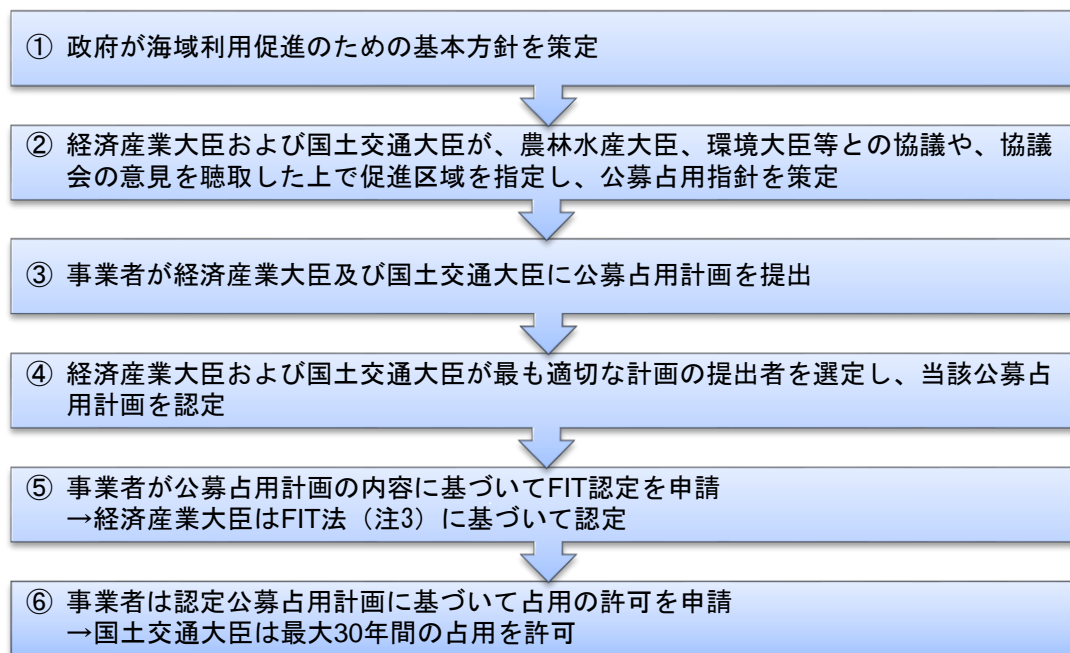 ① 政府が海域利用促進のための基本方針を策定
② 経済産業大臣および国土交通大臣が、農林水産大臣、環境大臣等との協議や、協議
会の意見を聴取した上で促進区域を指定し、公募占用指針を策定
③ 事業者が経済産業大臣及び国土交通大臣に公募占用計画を提出
④ 経済産業大臣および国土交通大臣が最も適切な計画の提出者を選定し、当該公募占
用計画を認定
⑤ 事業者が公募占用計画の内容に基づいてFIT認定を申請
→経済産業大臣はFIT法（注3）に基づいて認定
⑥ 事業者は認定公募占用計画に基づいて占用の許可を申請
→国土交通大臣は最大30年間の占用を許可